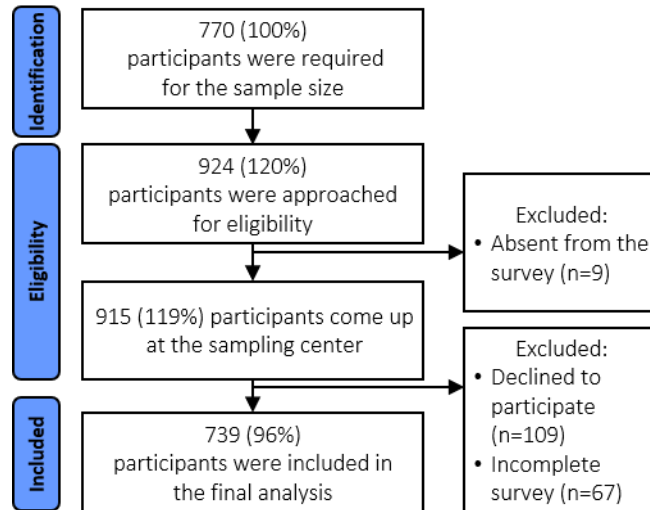 Identification
770 (100%)
participants were required
for the sample size
Eligibility
924 (120%)
participants were approached
for eligibility
Excluded:
• Absent from the
survey (n=9)
915 (119%) participants come up
at the sampling center
Excluded:
• Declined to
participate
(n=109)
• Incomplete
survey (n=67)
Included
739 (96%)
participants were included in
the final analysis